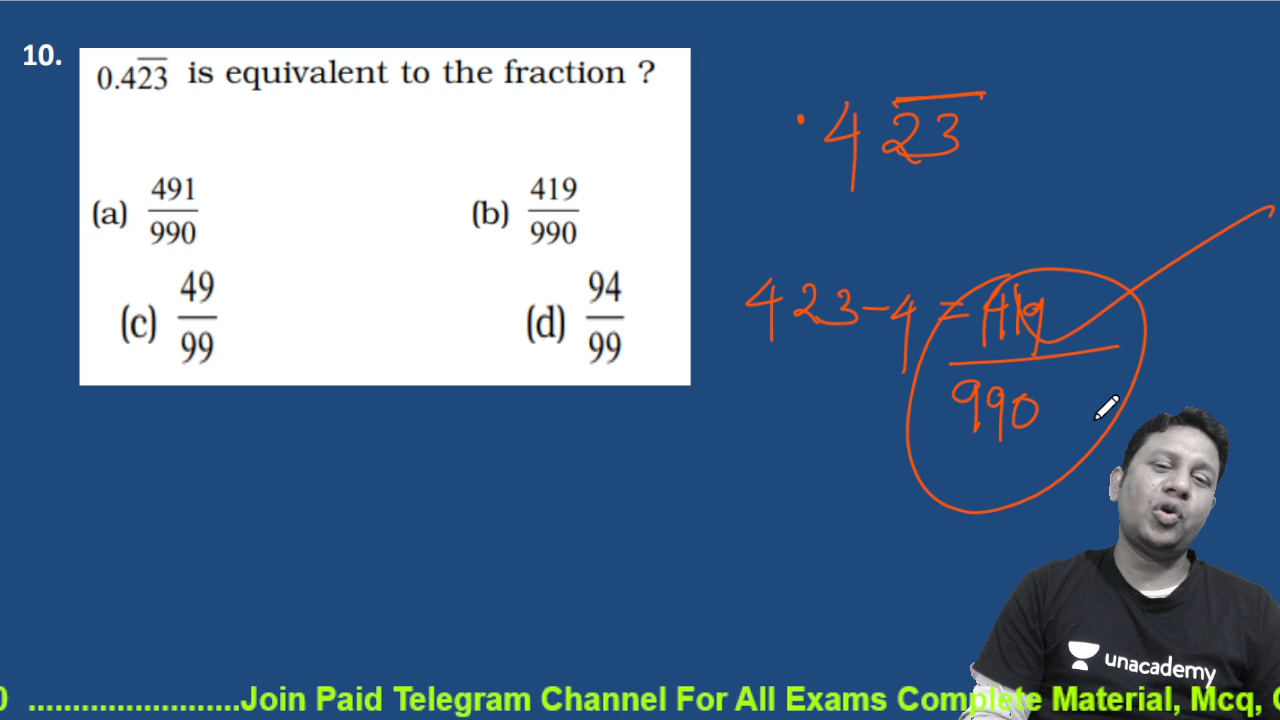 10.
0.4\overline{23} is equivalent to the fraction ?
(a) 491/990 (b) 419/990
(c) 49/99 (d) 94/99
.4\overline{23}
423-4 = 419
990
unacademy
0 ........................Join Paid Telegram Channel For All Exams Complete Material, Mcq,